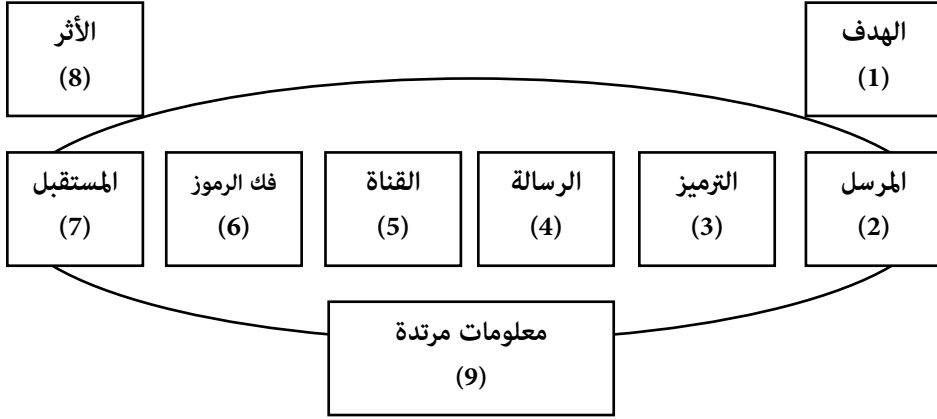 الهدف
(1)
الأثر
(8)
المرسل
(2)
الترميز
(3)
الرسالة
(4)
القناة
(5)
فك الرموز
(6)
المستقبل
(7)
معلومات مرتدة
(9)